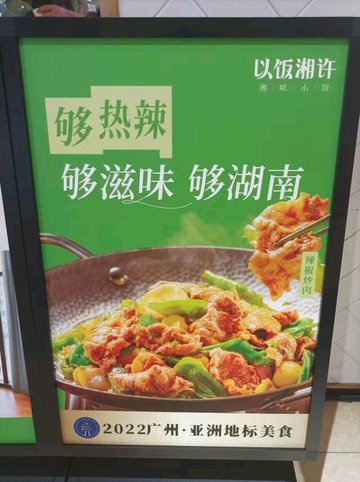 以饭湘许
湘 味 小 馆
够热辣
够滋味 够湖南
辣椒炒肉
2022广州·亚洲地标美食